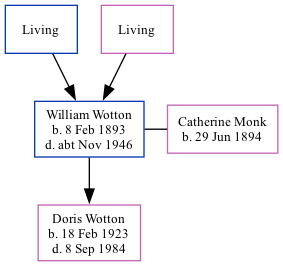 Living
Living
William Wotton
b. 8 Feb 1893
d. abt Nov 1946
Catherine Monk
b. 29 Jun 1894
Doris Wotton
b. 18 Feb 1923
d. 8 Sep 1984